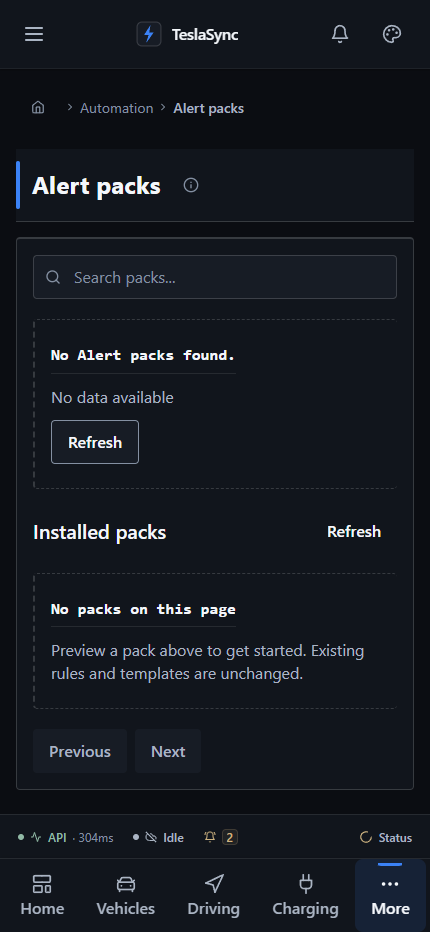 TeslaSync
Automation
Alert packs
Alert packs
Search packs...
No Alert packs found.
No data available
Refresh
Installed packs
Refresh
No packs on this page
Preview a pack above to get started. Existing
rules and templates are unchanged.
Previous
Next
API · 304ms
Idle
2
Status
Home
Vehicles
Driving
Charging
More